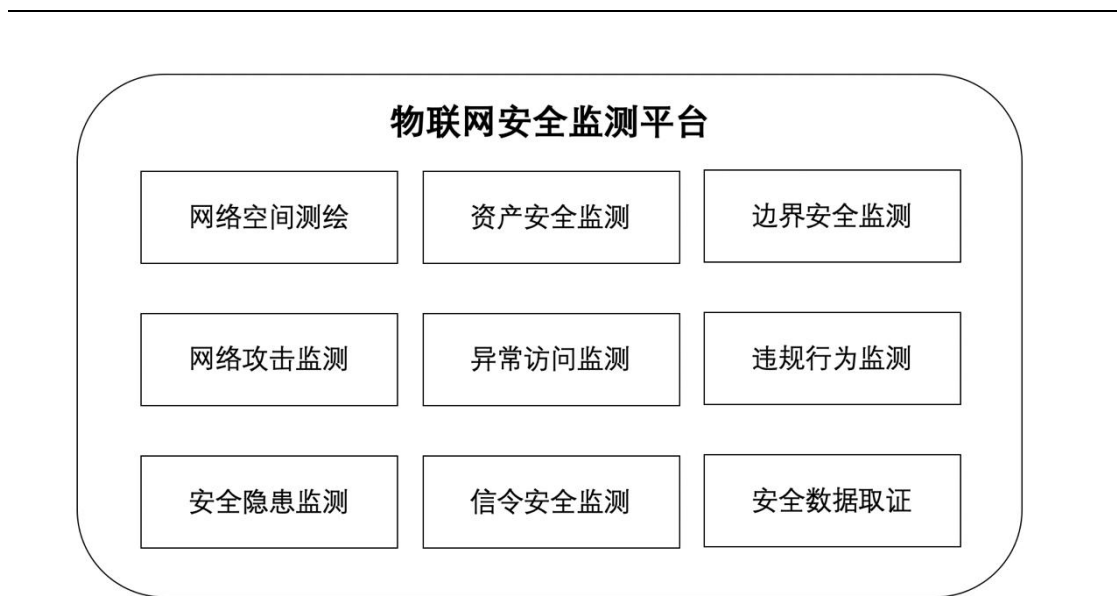 物联网安全监测平台
网络空间测绘 资产安全监测 边界安全监测
网络攻击监测 异常访问监测 违规行为监测
安全隐患监测 信令安全监测 安全数据取证